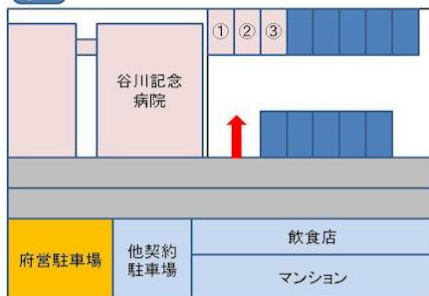 ① ② ③
谷川記念
病院
府営駐車場
他契約
駐車場
飲食店
マンション